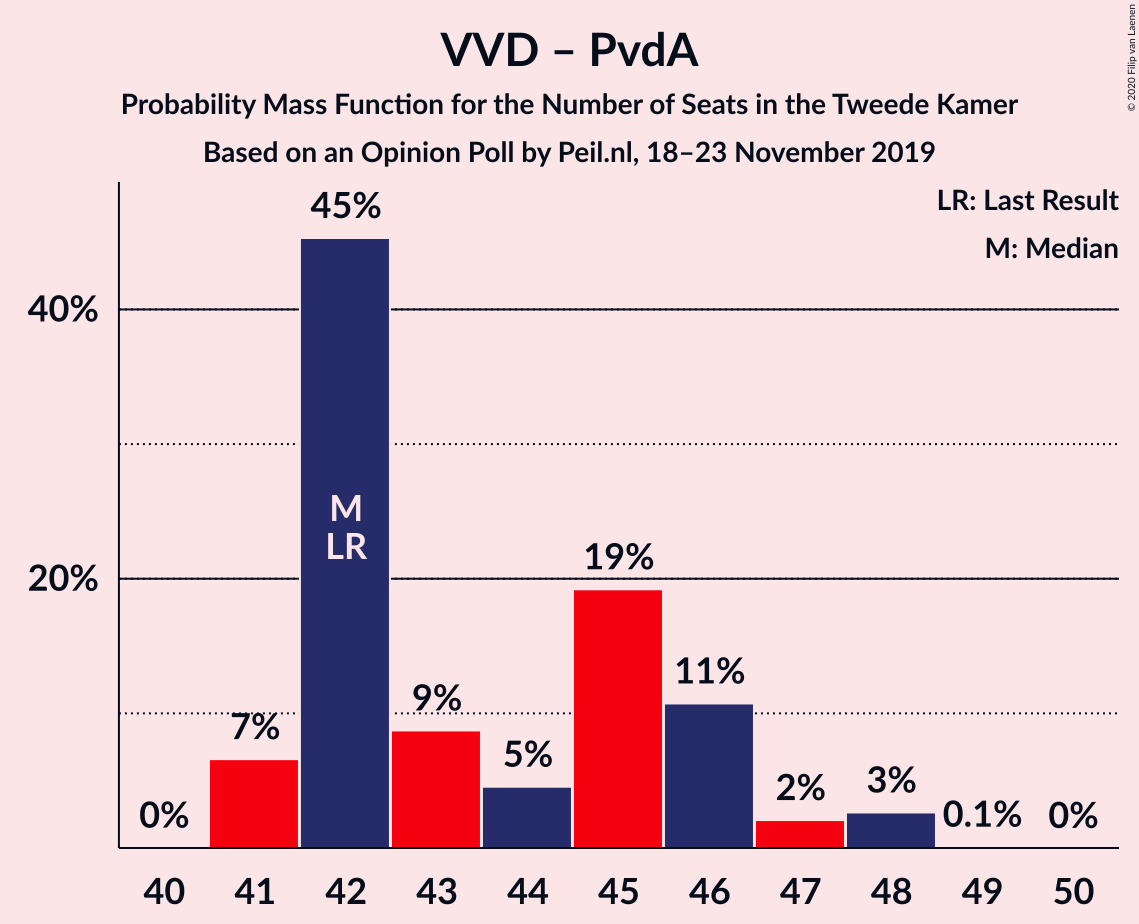 VVD – PvdA
Probability Mass Function for the Number of Seats in the Tweede Kamer
Based on an Opinion Poll by Peil.nl, 18–23 November 2019
© 2020 Filip van Laenen
LR: Last Result
M: Median
40%
20%
0%
7%
45%
9%
5%
19%
11%
2%
3%
0.1%
0%
M
LR
40 41 42 43 44 45 46 47 48 49 50